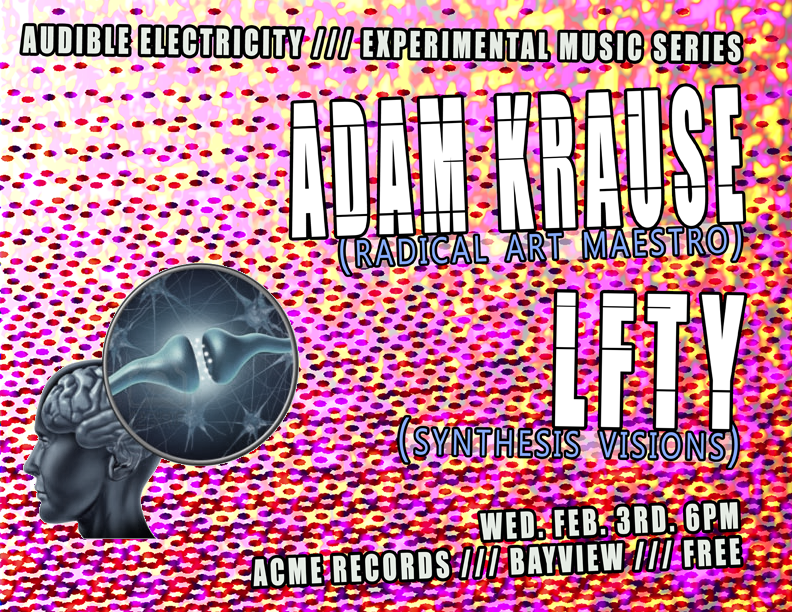 AUDIBLE ELECTRICITY /// EXPERIMENTAL MUSIC SERIES
ADAM KRAUSE
(RADICAL ART MAESTRO)
LFTY
(SYNTHESIS VISIONS)
WED. FEB. 3RD. 6PM
ACME RECORDS /// BAYVIEW /// FREE